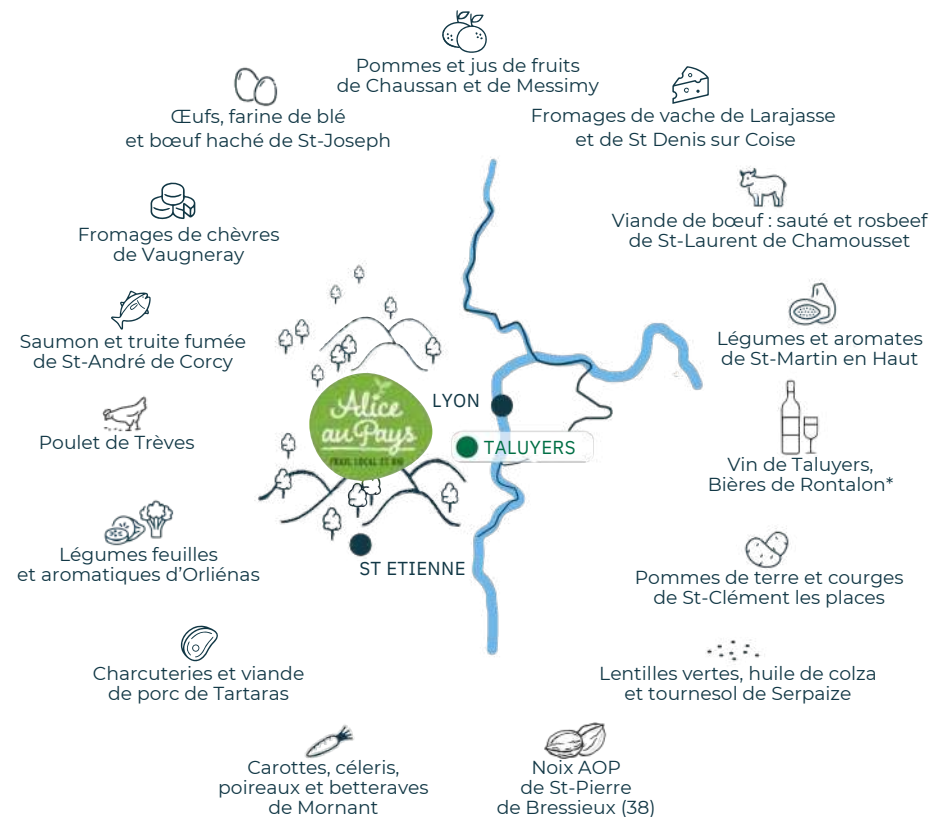 Pommes et jus de fruits
de Chaussan et de Messimy
Œufs, farine de blé
et bœuf haché de St-Joseph
Fromages de vache de Larajasse
et de St Denis sur Coise
Fromages de chèvres
de Vaugneray
Viande de bœuf : sauté et rosbeef
de St-Laurent de Chamousset
Saumon et truite fumée
de St-André de Corcy
Légumes et aromates
de St-Martin en Haut
Alice
au Pays
FRAIS, LOCAL ET BIO
LYON
TALUYERS
Poulet de Trèves
Vin de Taluyers,
Bières de Rontalon*
Légumes feuilles
et aromatiques d'Orliénas
ST ETIENNE
Pommes de terre et courges
de St-Clément les places
Charcuteries et viande
de porc de Tartaras
Lentilles vertes, huile de colza
et tournesol de Serpaize
Carottes, céleris,
poireaux et betteraves
de Mornant
Noix AOP
de St-Pierre
de Bressieux (38)